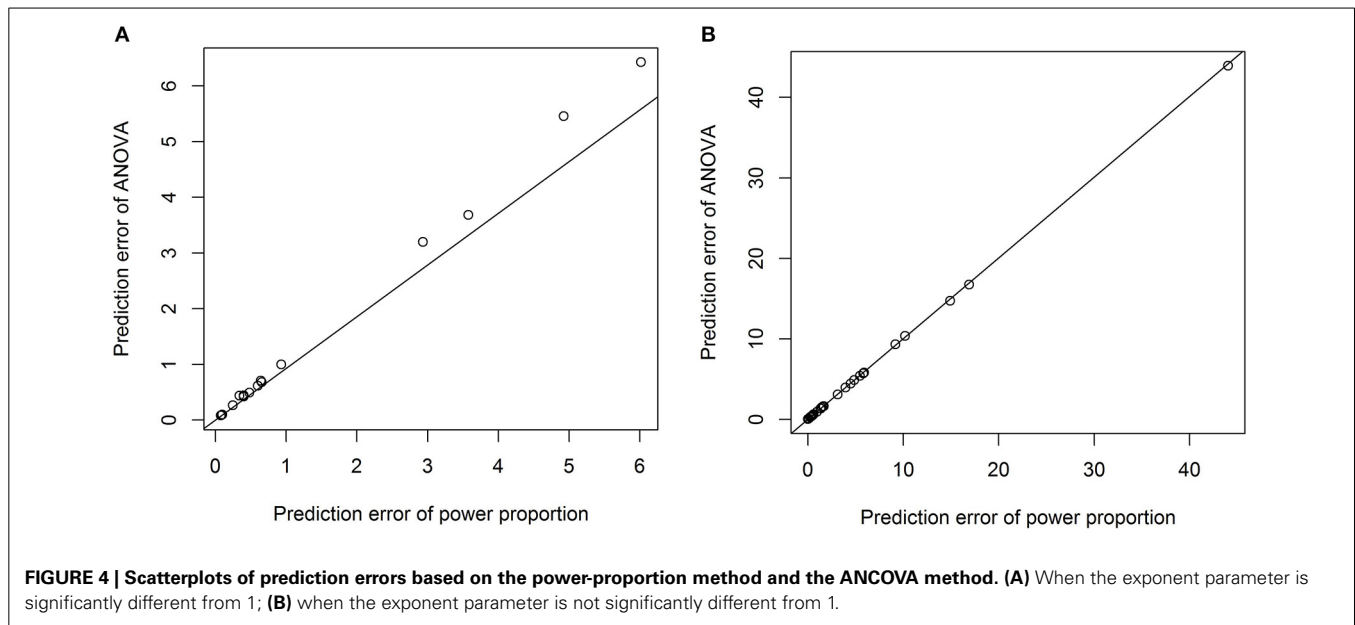 A
6
5
4
3
2
1
0
Prediction error of ANOVA
0 1 2 3 4 5 6
Prediction error of power proportion
B
40
30
20
10
0
Prediction error of ANOVA
0 10 20 30 40
Prediction error of power proportion
FIGURE 4 | Scatterplots of prediction errors based on the power-proportion method and the ANCOVA method. (A) When the exponent parameter is
significantly different from 1; (B) when the exponent parameter is not significantly different from 1.